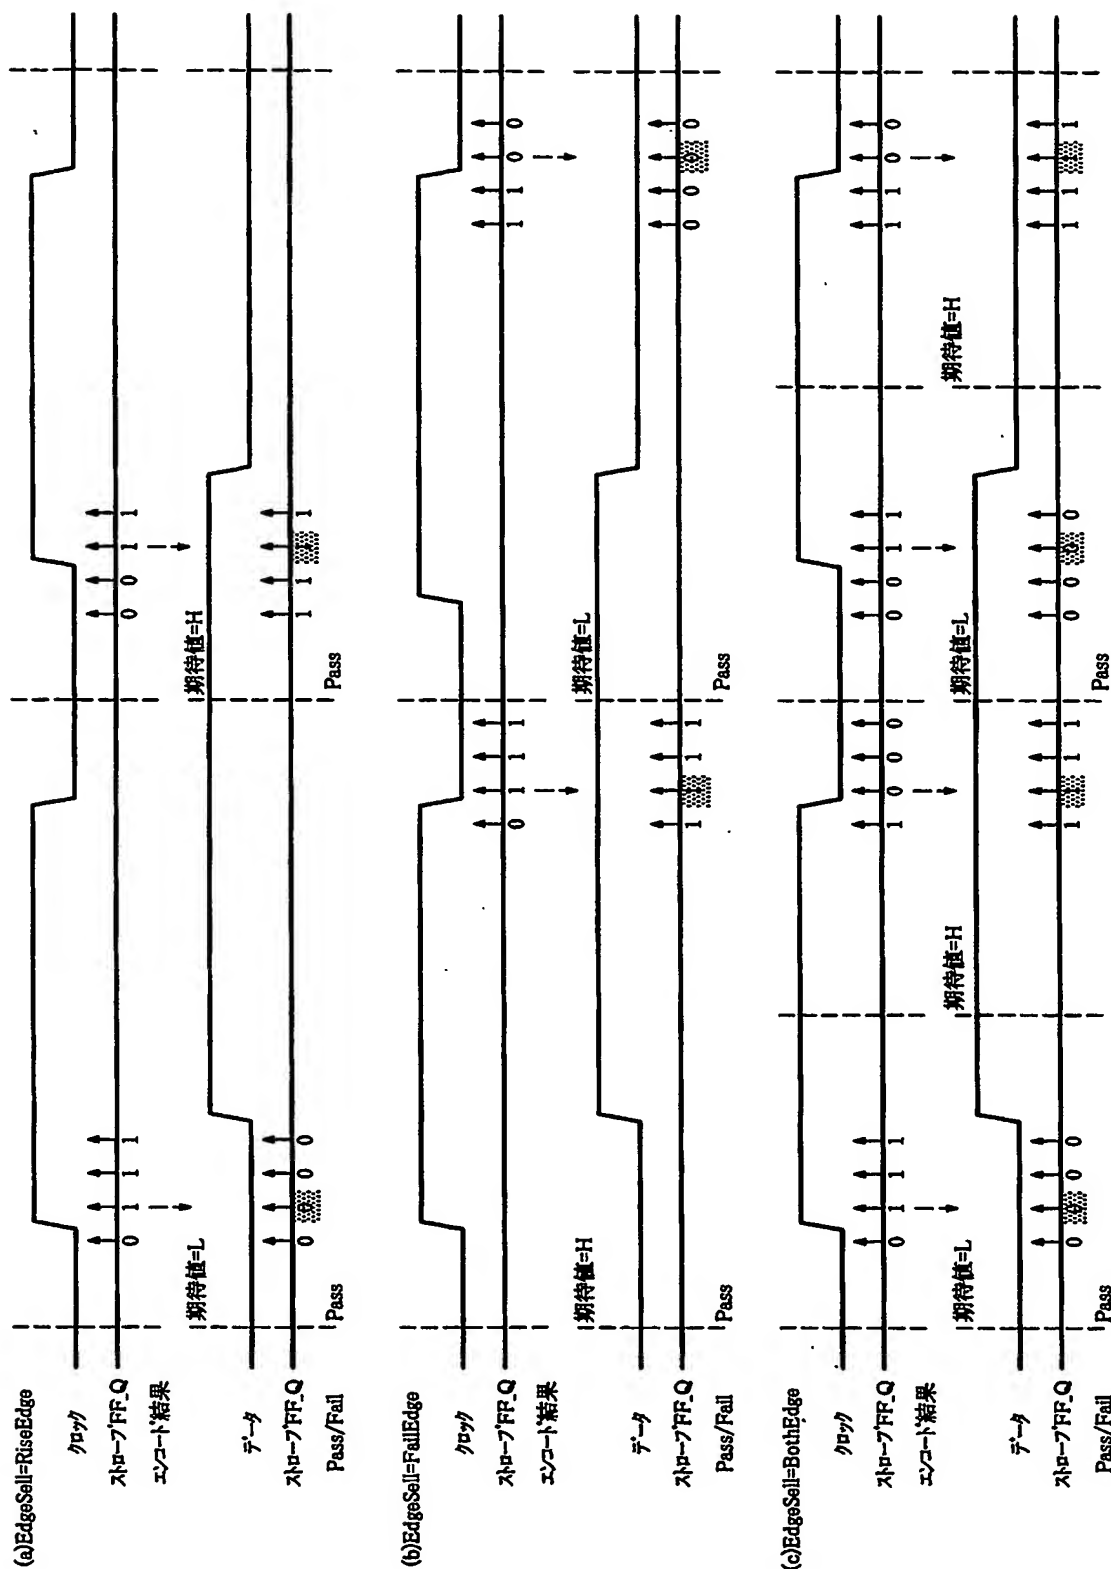 (a)EdgeSell=RiseEdge
ｸﾛｯｸ
ｽﾄﾛｰﾌﾞFF_Q 0 1 1 1 0 0 1 1
ｴﾝｺｰﾄﾞ結果
期待値=L 期待値=H
ﾃﾞｰﾀ
ｽﾄﾛｰﾌﾞFF_Q 0 0 0 0 1 1 1
Pass/Fail Pass Pass
(b)EdgeSell=FailEdge
ｸﾛｯｸ
ｽﾄﾛｰﾌﾞFF_Q 0 1 1 1 1 1 0 0
ｴﾝｺｰﾄﾞ結果
期待値=H 期待値=L
ﾃﾞｰﾀ
ｽﾄﾛｰﾌﾞFF_Q 1 1 1 0 0 0 0
Pass/Fail Pass
(c)EdgeSell=BothEdge
ｸﾛｯｸ
ｽﾄﾛｰﾌﾞFF_Q 0 1 1 1 1 0 0 0 0 0 1 1 1 1 0 0
ｴﾝｺｰﾄﾞ結果
期待値=L 期待値=H 期待値=L 期待値=H
ﾃﾞｰﾀ
ｽﾄﾛｰﾌﾞFF_Q 0 0 0 0 1 1 1 0 0 0 0 1 1 1
Pass/Fail Pass Pass